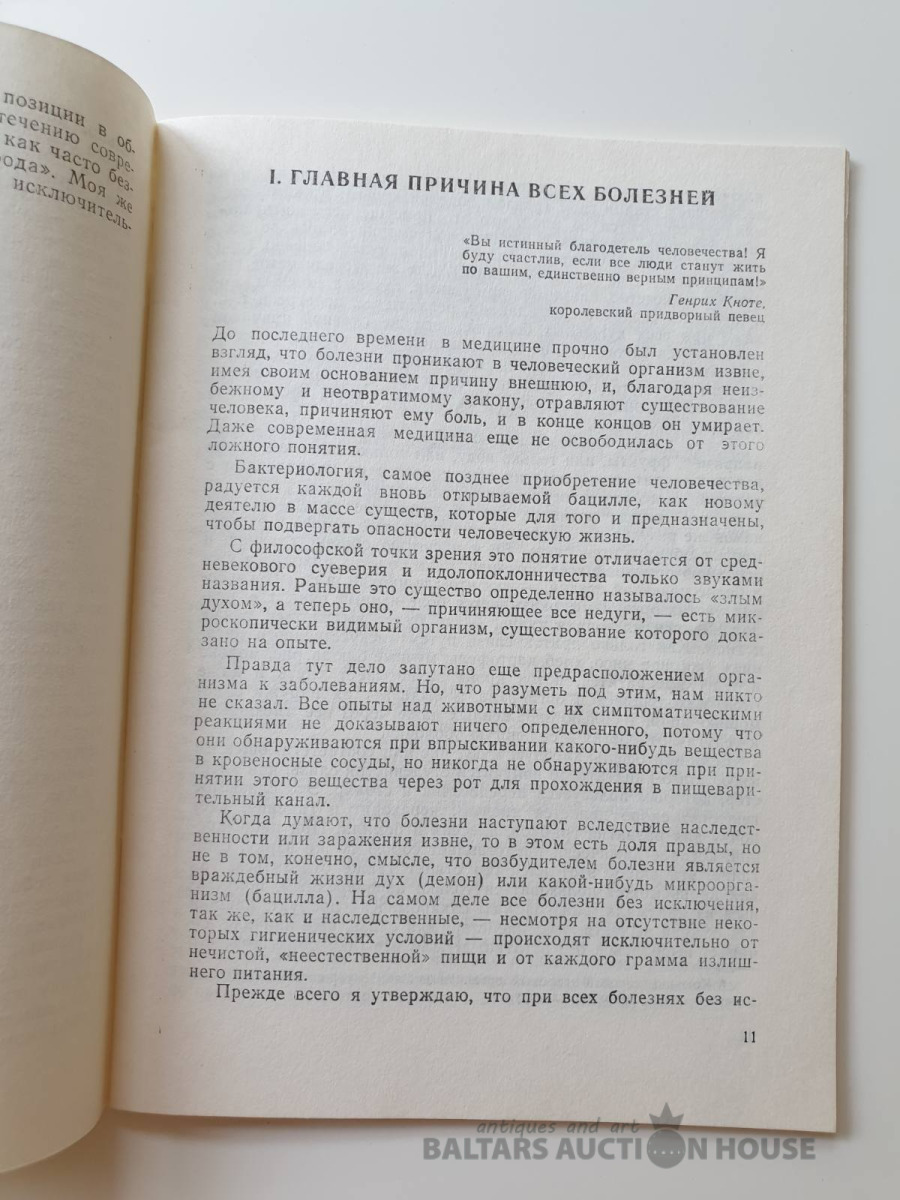 позиции в об-
течению совре-
как часто без-
рода». Моя же
исключитель-
I. ГЛАВНАЯ ПРИЧИНА ВСЕХ БОЛЕЗНЕЙ
«Вы истинный благодетель человечества! Я
буду счастлив, если все люди станут жить
по вашим, единственно верным принципам!»
Генрих Кноте,
королевский придворный певец
До последнего времени в медицине прочно был установлен
взгляд, что болезни проникают в человеческий организм извне,
имея своим основанием причину внешнюю, и, благодаря неиз-
бежному и неотвратимому закону, отравляют существование
человека, причиняют ему боль, и в конце концов он умирает.
Даже современная медицина еще не освободилась от этого
ложного понятия.
Бактериология, самое позднее приобретение человечества,
радуется каждой вновь открываемой бацилле, как новому
деятелю в массе существ, которые для того и предназначены,
чтобы подвергать опасности человеческую жизнь.
С философской точки зрения это понятие отличается от сред-
невекового суеверия и идолопоклонничества только звуками
названия. Раньше это существо определенно называлось «злым
духом», а теперь оно, — причиняющее все недуги, — есть мик-
роскопически видимый организм, существование которого дока-
зано на опыте.
Правда тут дело запутано еще предрасположением орга-
низма к заболеваниям. Но, что разуметь под этим, нам никто
не сказал. Все опыты над животными с их симптоматическими
реакциями не доказывают ничего определенного, потому что
они обнаруживаются при впрыскивании какого-нибудь вещества
в кровеносные сосуды, но никогда не обнаруживаются при при-
нятии этого вещества через рот для прохождения в пищевари-
тельный канал.
Когда думают, что болезни наступают вследствие наследст-
венности или заражения извне, то в этом есть доля правды, но
не в том, конечно, смысле, что возбудителем болезни является
враждебный жизни дух (демон) или какой-нибудь микроорга-
низм (бацилла). На самом деле все болезни без исключения,
так же, как и наследственные, — несмотря на отсутствие неко-
торых гигиенических условий — происходят исключительно от
нечистой, «неестественной» пищи и от каждого грамма излиш-
него питания.
Прежде всего я утверждаю, что при всех болезнях без ис-
11
antiques and art
BALTARS AUCTION HOUSE